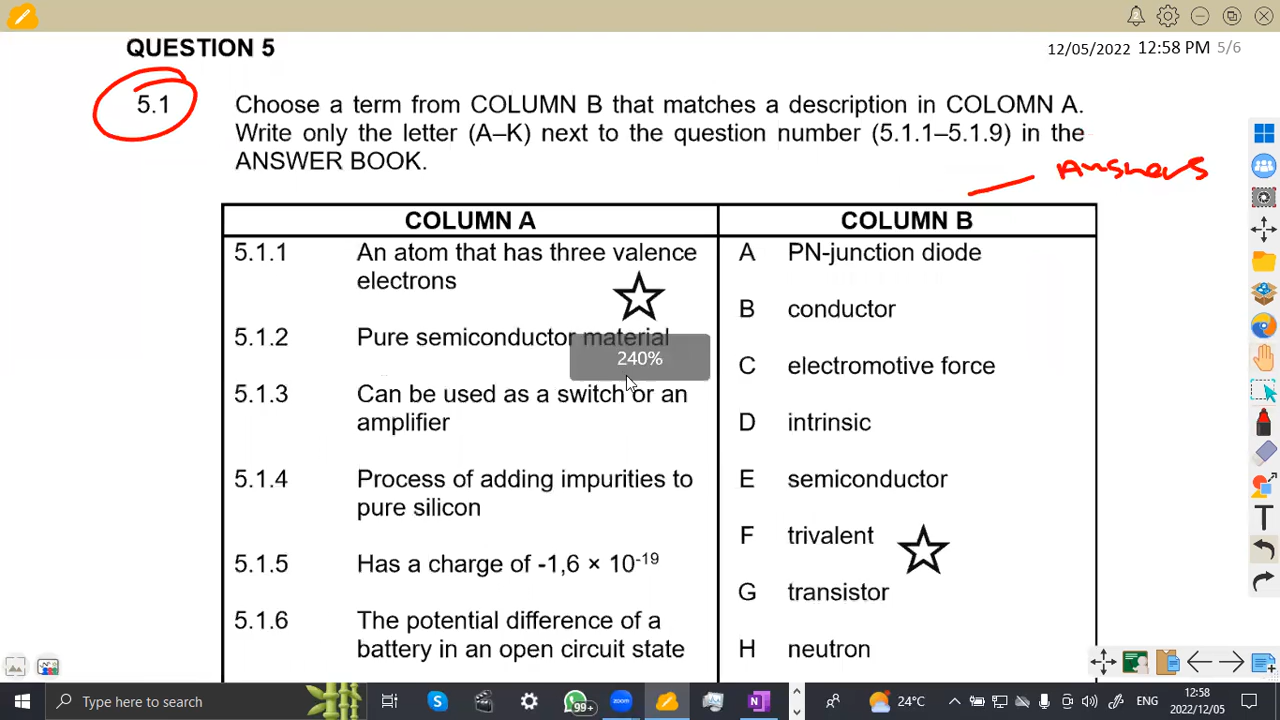 QUESTION 5
12/05/2022 12:58 PM 5/6
5.1 Choose a term from COLUMN B that matches a description in COLOMN A.
Write only the letter (A–K) next to the question number (5.1.1–5.1.9) in the
ANSWER BOOK.
Answers
COLUMN A COLUMN B
5.1.1 An atom that has three valence
electrons
5.1.2 Pure semiconductor material
5.1.3 Can be used as a switch or an
amplifier
5.1.4 Process of adding impurities to
pure silicon
5.1.5 Has a charge of -1,6 × 10⁻¹⁹
5.1.6 The potential difference of a
battery in an open circuit state
A PN-junction diode
B conductor
C electromotive force
D intrinsic
E semiconductor
F trivalent
G transistor
H neutron
240%
T
Type here to search
99+
24°C
ENG
12:58
2022/12/05